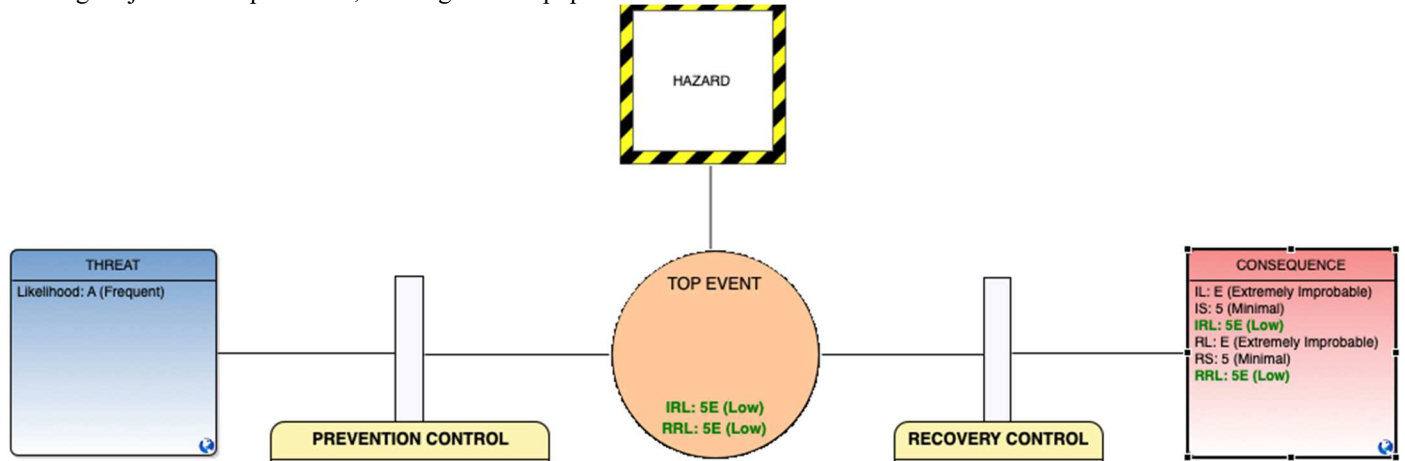 HAZARD
THREAT
Likelihood: A (Frequent)
TOP EVENT
IRL: 5E (Low)
RRL: 5E (Low)
CONSEQUENCE
IL: E (Extremely Improbable)
IS: 5 (Minimal)
IRL: 5E (Low)
RL: E (Extremely Improbable)
RS: 5 (Minimal)
RRL: 5E (Low)
PREVENTION CONTROL
RECOVERY CONTROL